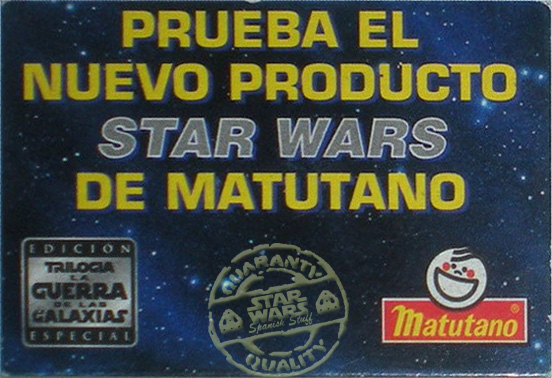 PRUEBA EL
NUEVO PRODUCTO
STAR WARS
DE MATUTANO
EDICIÓN
TRILOGIA
LA
GUERRA
DE LAS
GALAXIAS
ESPECIAL
QUARANTY
STAR
WARS
Spanish Stuff
QUALITY
Matutano®